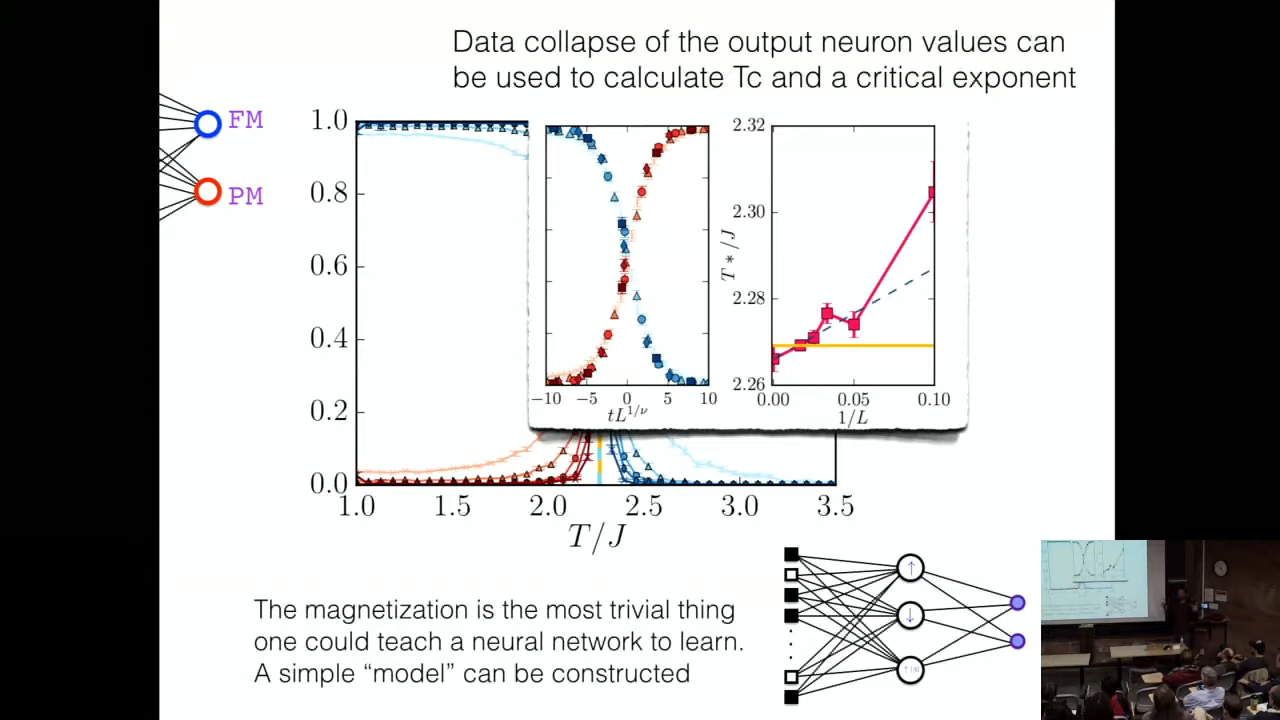 Data collapse of the output neuron values can
be used to calculate Tc and a critical exponent
FM
PM
1.0
0.8
0.6
0.4
0.2
0.0
1.0 1.5 2.0 2.5 3.0 3.5
T/J
−10 −5 0 5 10
tL^{1/ν}
2.32
2.30
2.28
2.26
T∗/J
0.00 0.05 0.10
1/L
The magnetization is the most trivial thing
one could teach a neural network to learn.
A simple “model” can be constructed
↑
↓